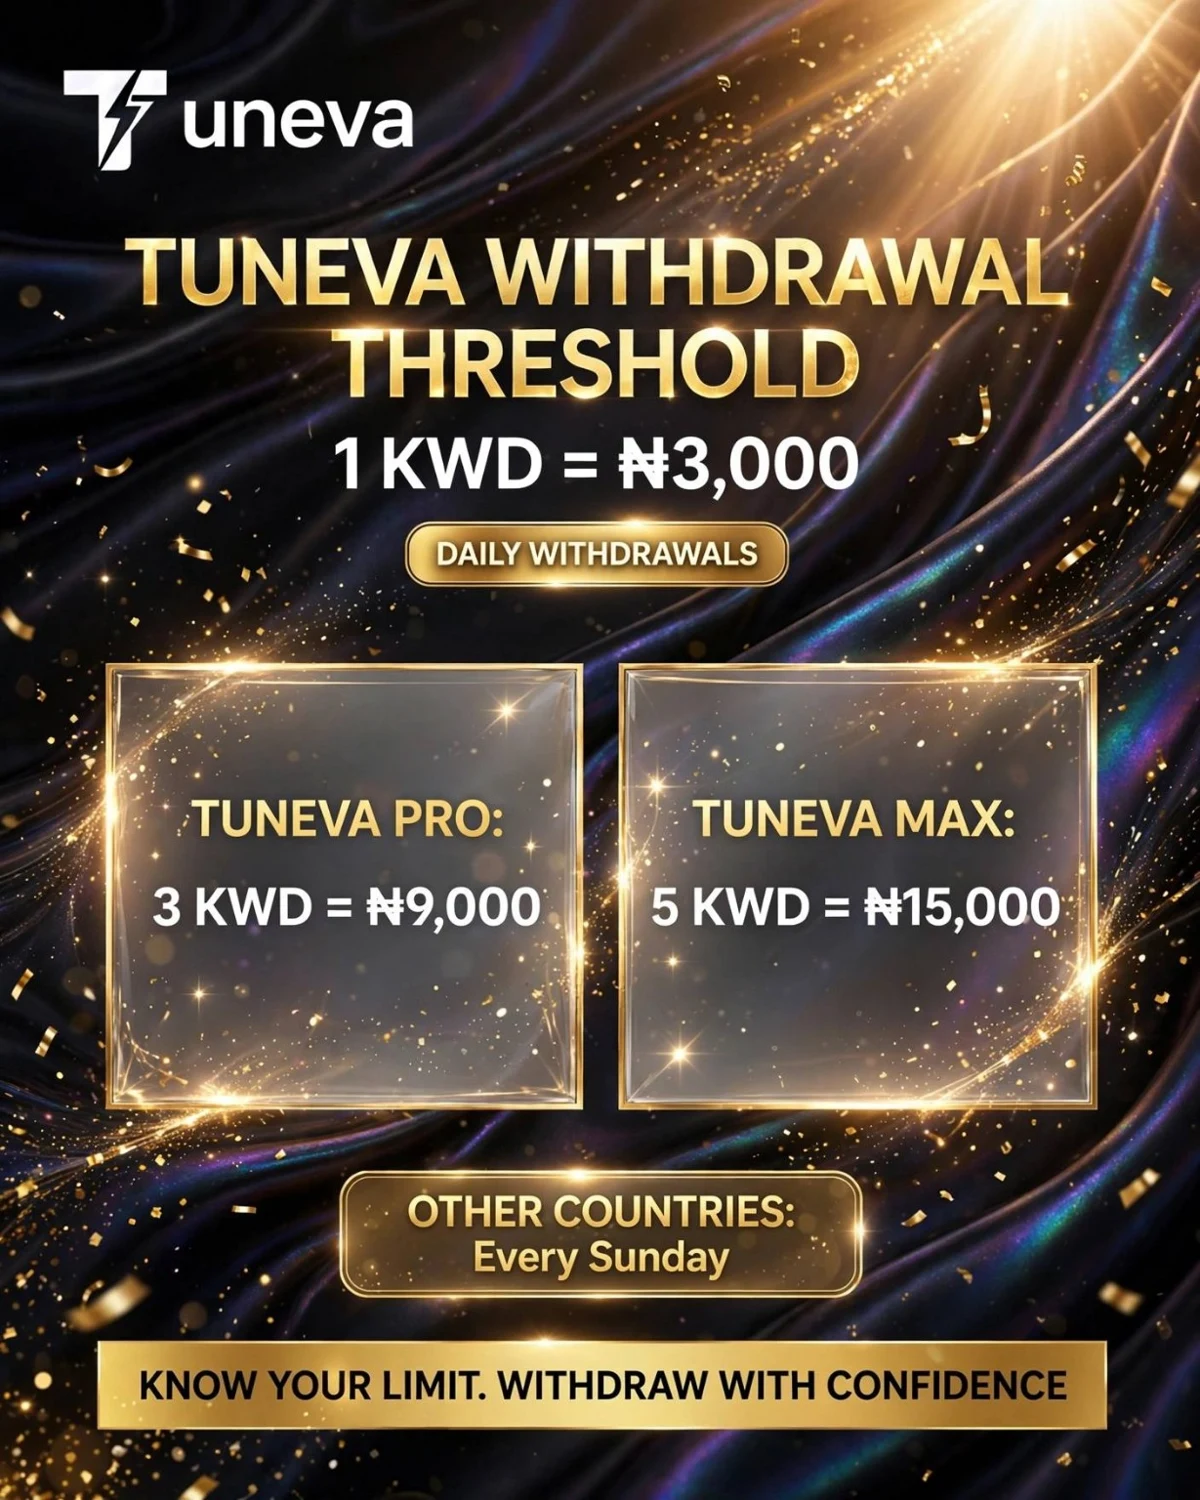 Tuneva
TUNEVA WITHDRAWAL
THRESHOLD
1 KWD = ₦3,000
DAILY WITHDRAWALS
TUNEVA PRO:
3 KWD = ₦9,000
TUNEVA MAX:
5 KWD = ₦15,000
OTHER COUNTRIES:
Every Sunday
KNOW YOUR LIMIT. WITHDRAW WITH CONFIDENCE